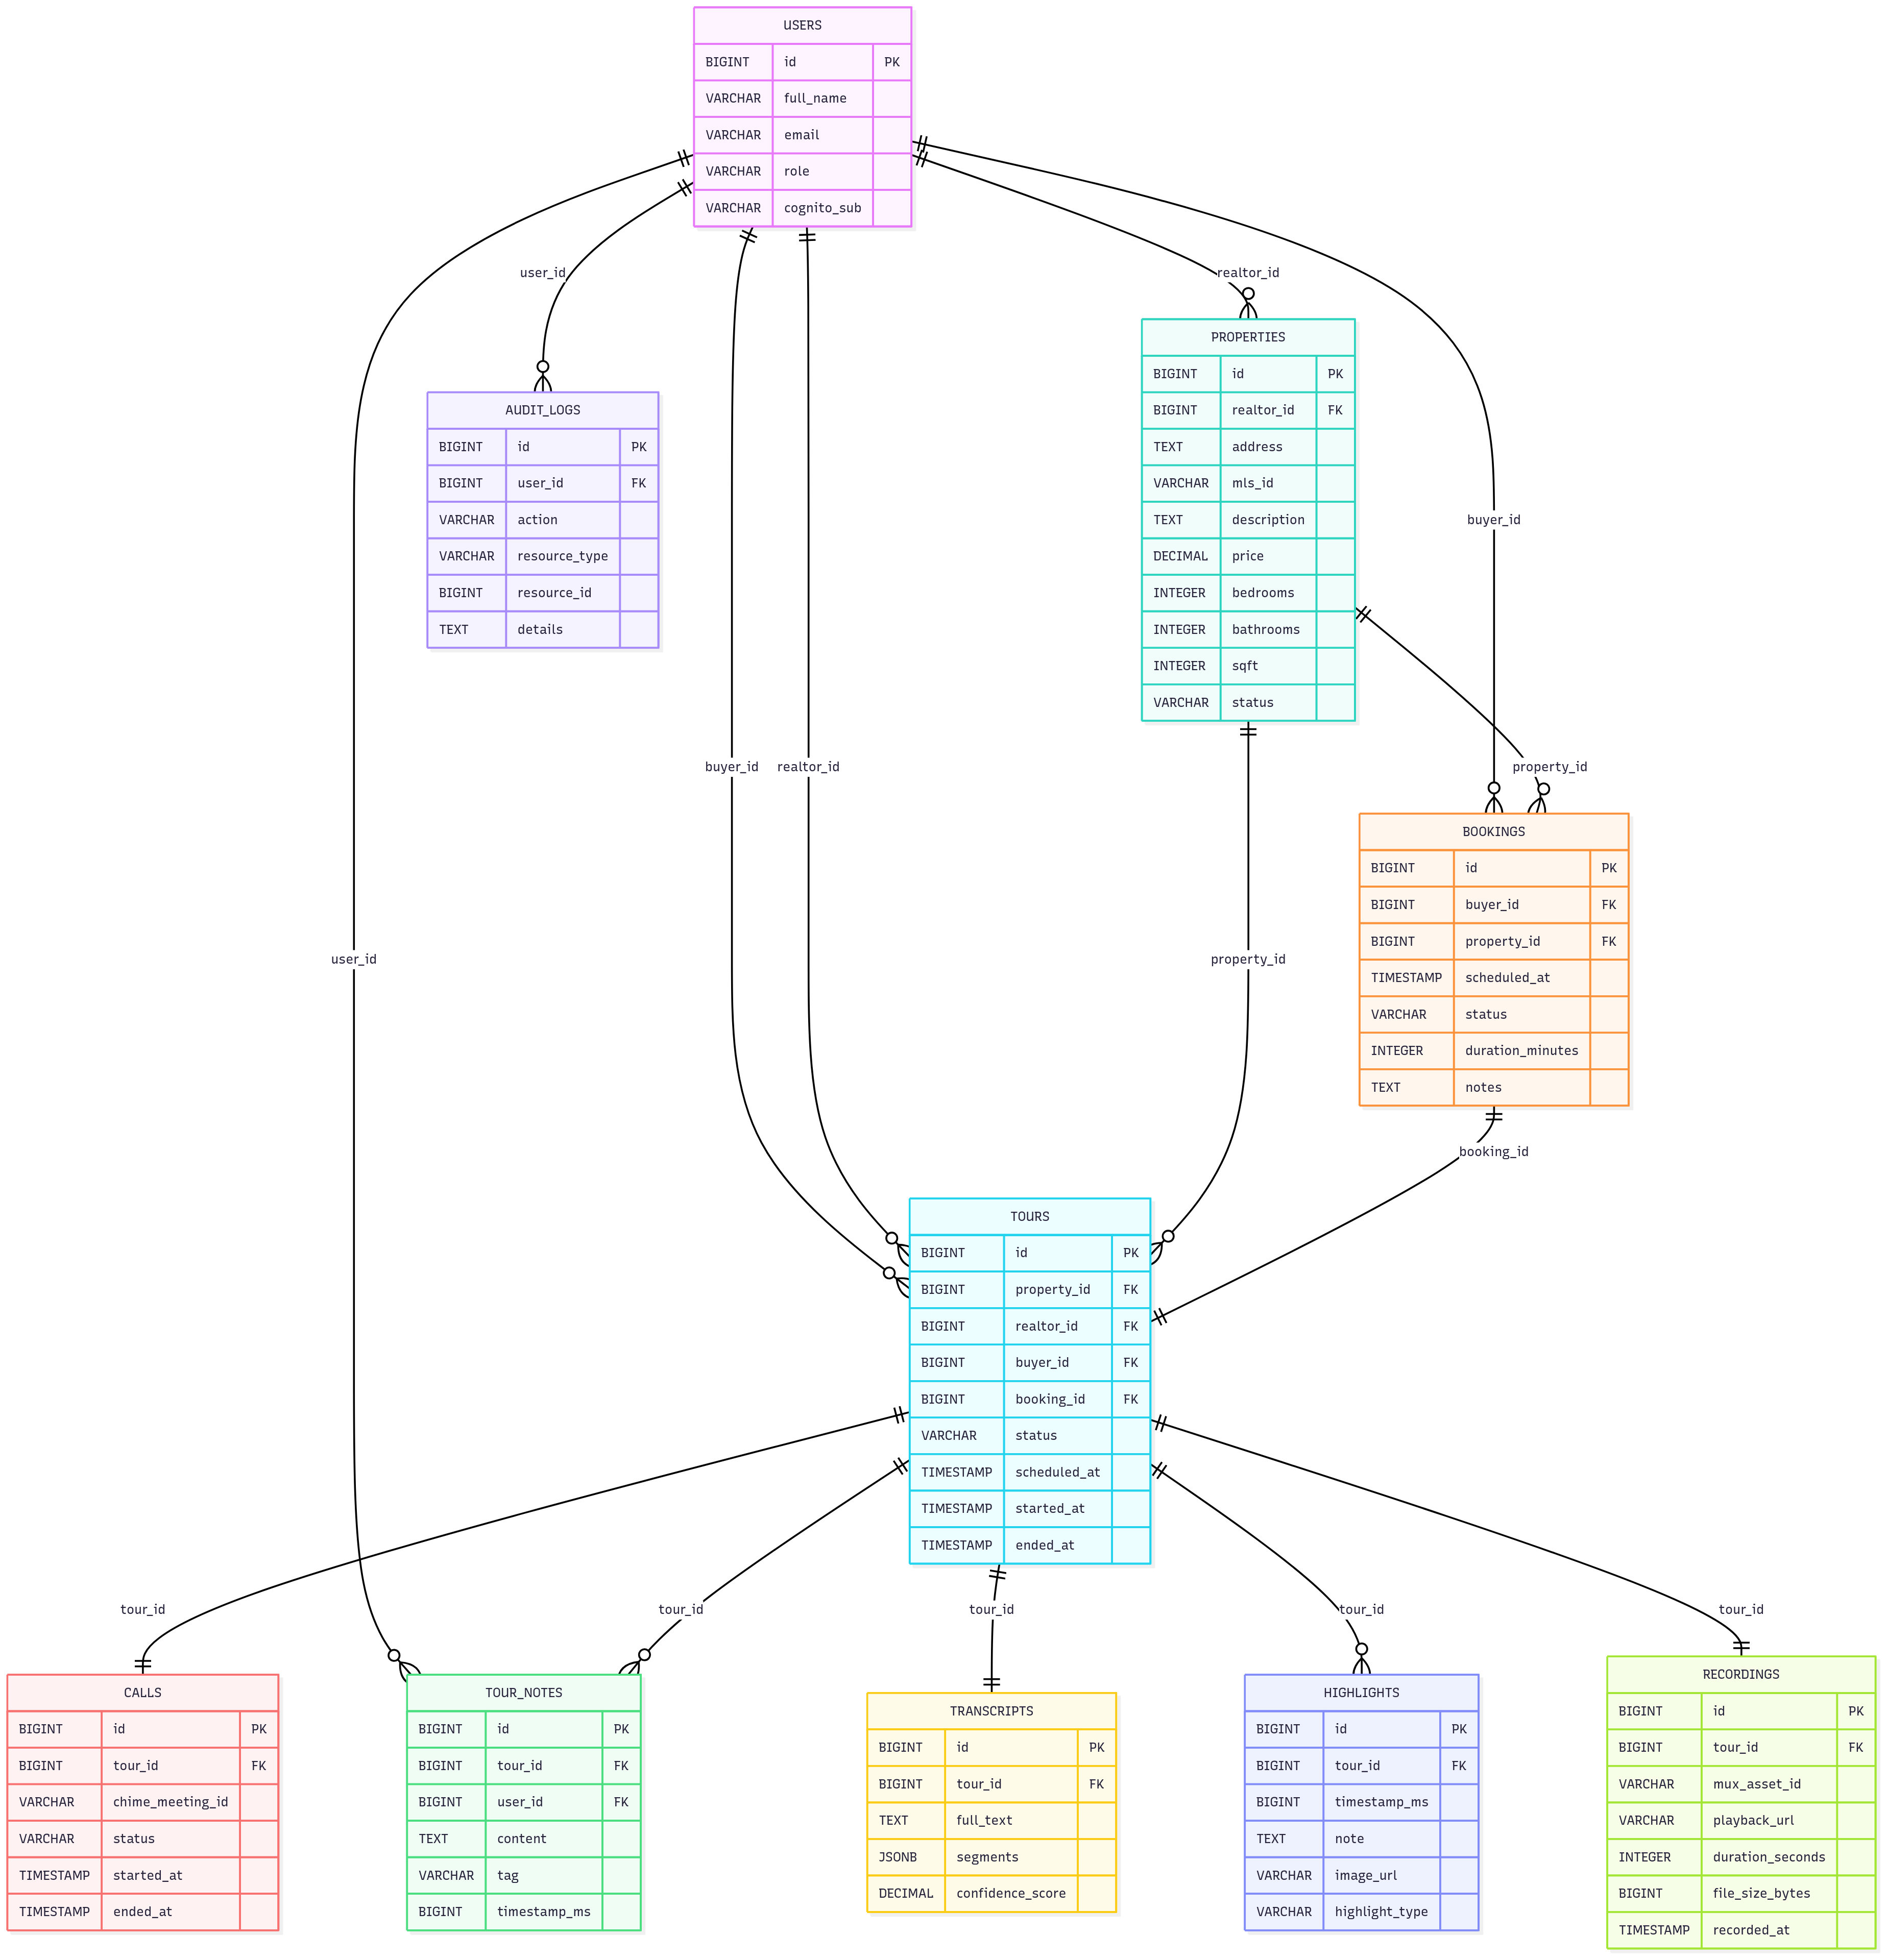 USERS
BIGINT id PK
VARCHAR full_name
VARCHAR email
VARCHAR role
VARCHAR cognito_sub
user_id
realtor_id
AUDIT_LOGS
BIGINT id PK
BIGINT user_id FK
VARCHAR action
VARCHAR resource_type
BIGINT resource_id
TEXT details
PROPERTIES
BIGINT id PK
BIGINT realtor_id FK
TEXT address
VARCHAR mls_id
TEXT description
DECIMAL price
INTEGER bedrooms
INTEGER bathrooms
INTEGER sqft
VARCHAR status
buyer_id
buyer_id
realtor_id
property_id
BOOKINGS
BIGINT id PK
BIGINT buyer_id FK
BIGINT property_id FK
TIMESTAMP scheduled_at
VARCHAR status
INTEGER duration_minutes
TEXT notes
user_id
property_id
booking_id
TOURS
BIGINT id PK
BIGINT property_id FK
BIGINT realtor_id FK
BIGINT buyer_id FK
BIGINT booking_id FK
VARCHAR status
TIMESTAMP scheduled_at
TIMESTAMP started_at
TIMESTAMP ended_at
tour_id
tour_id
tour_id
tour_id
tour_id
CALLS
BIGINT id PK
BIGINT tour_id FK
VARCHAR chime_meeting_id
VARCHAR status
TIMESTAMP started_at
TIMESTAMP ended_at
TOUR_NOTES
BIGINT id PK
BIGINT tour_id FK
BIGINT user_id FK
TEXT content
VARCHAR tag
BIGINT timestamp_ms
TRANSCRIPTS
BIGINT id PK
BIGINT tour_id FK
TEXT full_text
JSONB segments
DECIMAL confidence_score
HIGHLIGHTS
BIGINT id PK
BIGINT tour_id FK
BIGINT timestamp_ms
TEXT note
VARCHAR image_url
VARCHAR highlight_type
RECORDINGS
BIGINT id PK
BIGINT tour_id FK
VARCHAR mux_asset_id
VARCHAR playback_url
INTEGER duration_seconds
BIGINT file_size_bytes
TIMESTAMP recorded_at